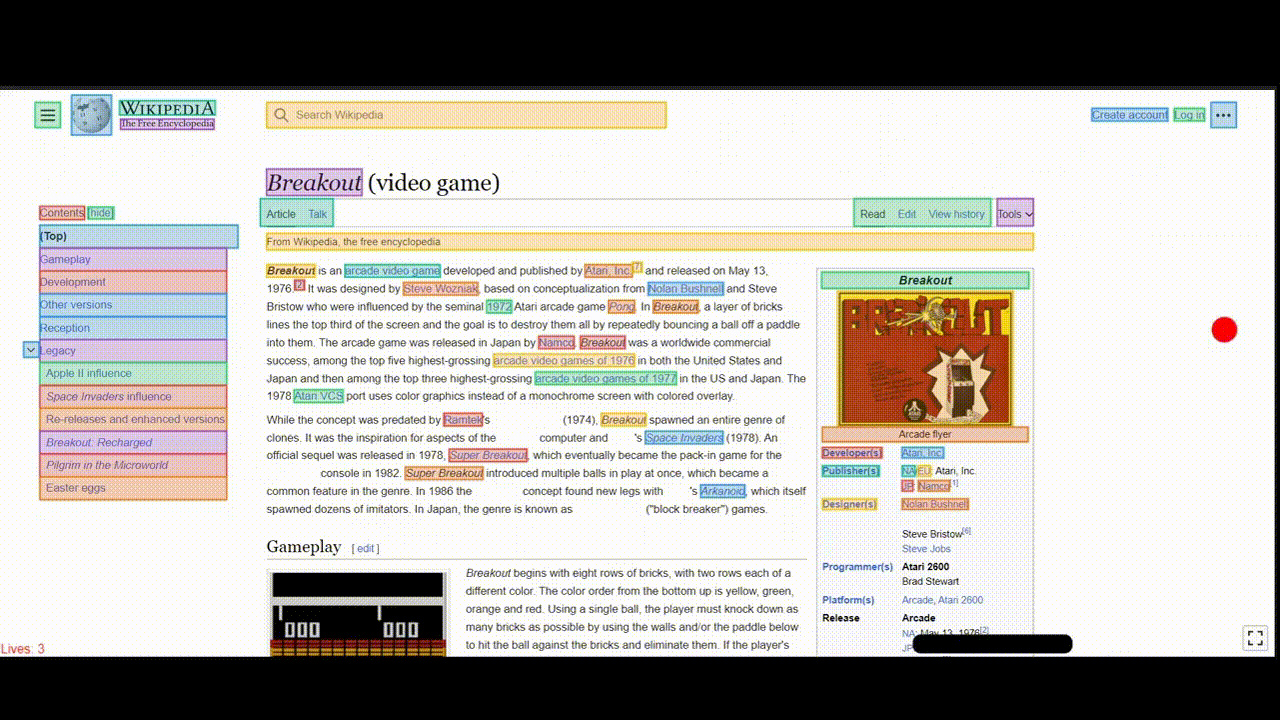 WIKIPEDIA
The Free Encyclopedia
Search Wikipedia
Create account Log in
Breakout (video game)
Contents [hide]
(Top)
Gameplay
Development
Other versions
Reception
Legacy
Apple II influence
Space Invaders influence
Re-releases and enhanced versions
Breakout: Recharged
Pilgrim in the Microworld
Easter eggs
Article Talk
Read Edit View history Tools
From Wikipedia, the free encyclopedia
Breakout is an arcade video game developed and published by Atari, Inc.[7] and released on May 13,
1976.[2] It was designed by Steve Wozniak, based on conceptualization from Nolan Bushnell and Steve
Bristow who were influenced by the seminal 1972 Atari arcade game Pong. In Breakout, a layer of bricks
lines the top third of the screen and the goal is to destroy them all by repeatedly bouncing a ball off a paddle
into them. The arcade game was released in Japan by Namco. Breakout was a worldwide commercial
success, among the top five highest-grossing arcade video games of 1976 in both the United States and
Japan and then among the top three highest-grossing arcade video games of 1977 in the US and Japan. The
1978 Atari VCS port uses color graphics instead of a monochrome screen with colored overlay.
While the concept was predated by Ramtek's (1974), Breakout spawned an entire genre of
clones. It was the inspiration for aspects of the computer and 's Space Invaders (1978). An
official sequel was released in 1978, Super Breakout, which eventually became the pack-in game for the
console in 1982. Super Breakout introduced multiple balls in play at once, which became a
common feature in the genre. In 1986 the concept found new legs with 's Arkanoid, which itself
spawned dozens of imitators. In Japan, the genre is known as ("block breaker") games.
Gameplay [ edit ]
000 000
Breakout begins with eight rows of bricks, with two rows each of a
different color. The color order from the bottom up is yellow, green,
orange and red. Using a single ball, the player must knock down as
many bricks as possible by using the walls and/or the paddle below
to hit the ball against the bricks and eliminate them. If the player's
Breakout
BREAKOUT
Arcade flyer
Developer(s) Atari, Inc.
Publisher(s) NA/EU: Atari, Inc.
JP: Namco[1]
Designer(s) Nolan Bushnell
Steve Bristow[6]
Steve Jobs
Programmer(s) Atari 2600
Brad Stewart
Platform(s) Arcade, Atari 2600
Release Arcade
NA: May 13, 1976[2]
JP
Lives: 3